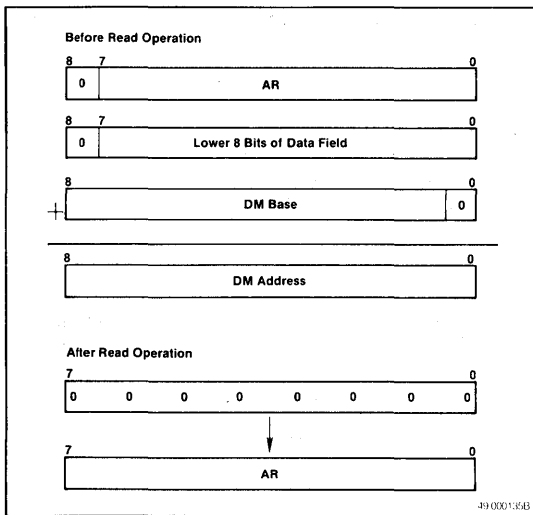 Before Read Operation
8 7 0
0 AR
8 7 0
0 Lower 8 Bits of Data Field
8 0
+ DM Base 0
8 0
DM Address
After Read Operation
7 0
0 0 0 0 0 0 0 0
7 0
AR
49 000135B